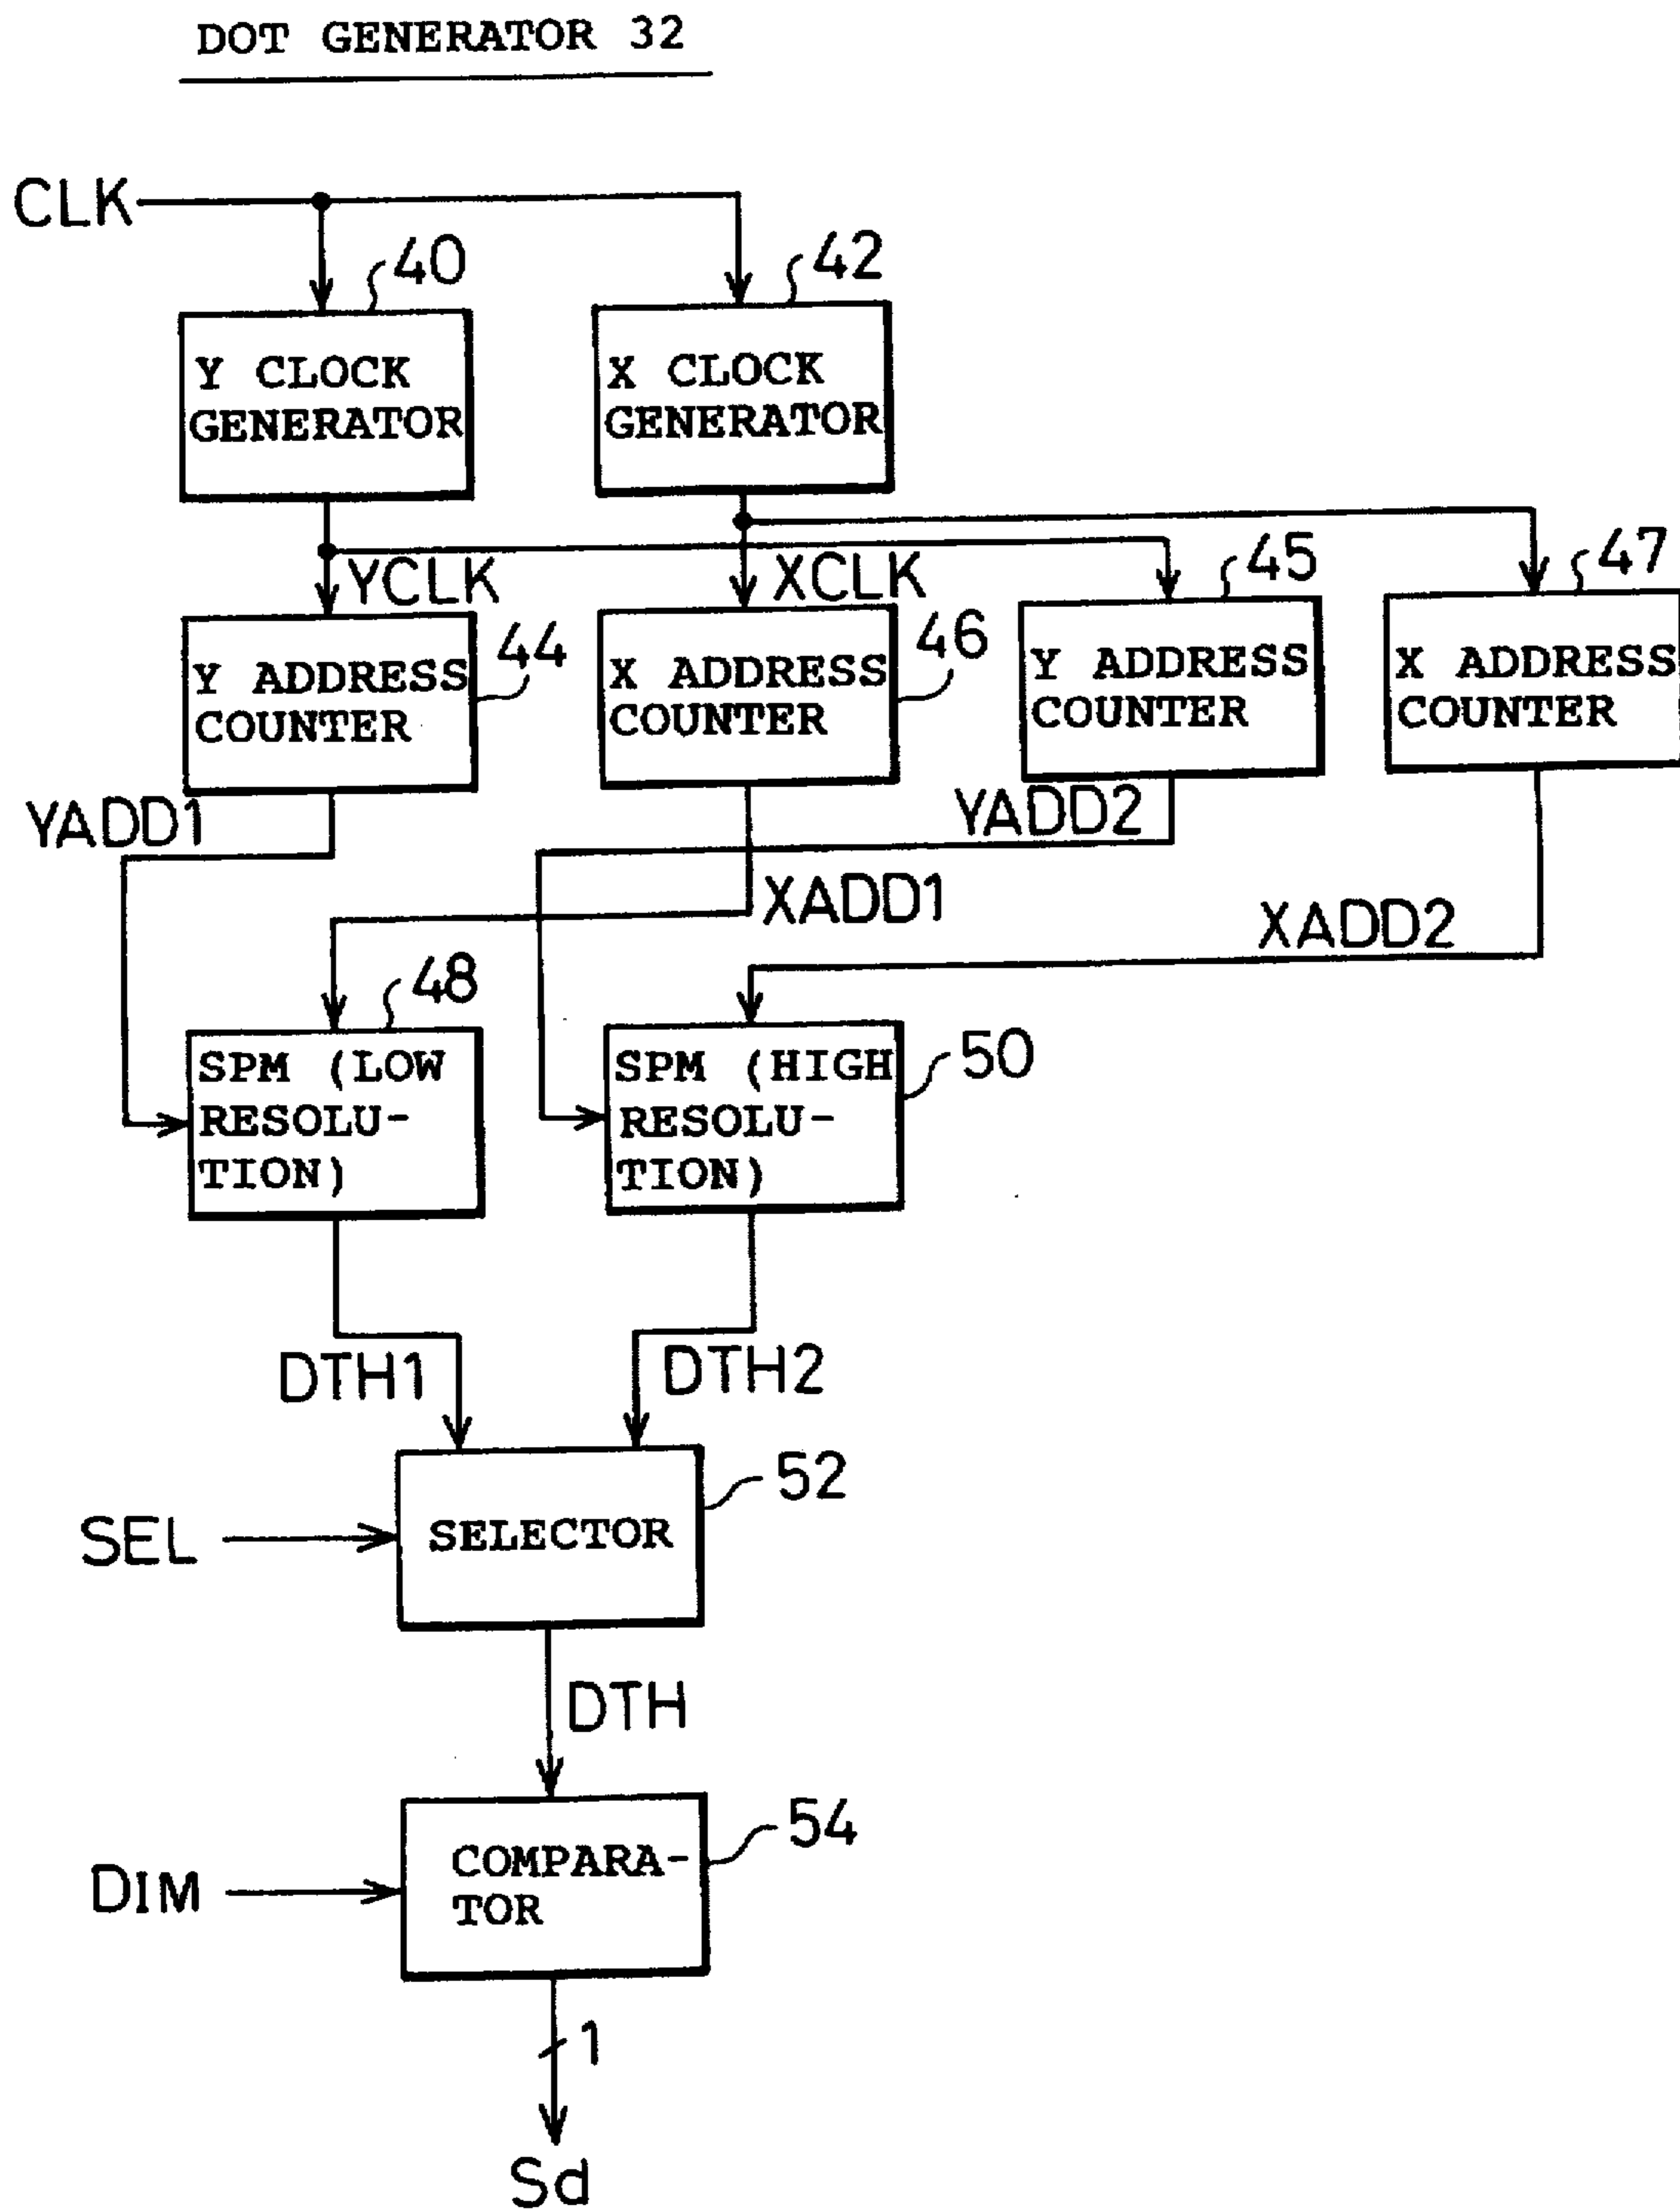 DOT GENERATOR 32
CLK
40
42
Y CLOCK
GENERATOR
X CLOCK
GENERATOR
YCLK
XCLK
45
47
44
46
Y ADDRESS
COUNTER
X ADDRESS
COUNTER
Y ADDRESS
COUNTER
X ADDRESS
COUNTER
YADD1
YADD2
XADD1
XADD2
48
50
SPM (LOW
RESOLU-
TION)
SPM (HIGH
RESOLU-
TION)
DTH1
DTH2
52
SEL
SELECTOR
DTH
54
DIM
COMPARA-
TOR
1
Sd